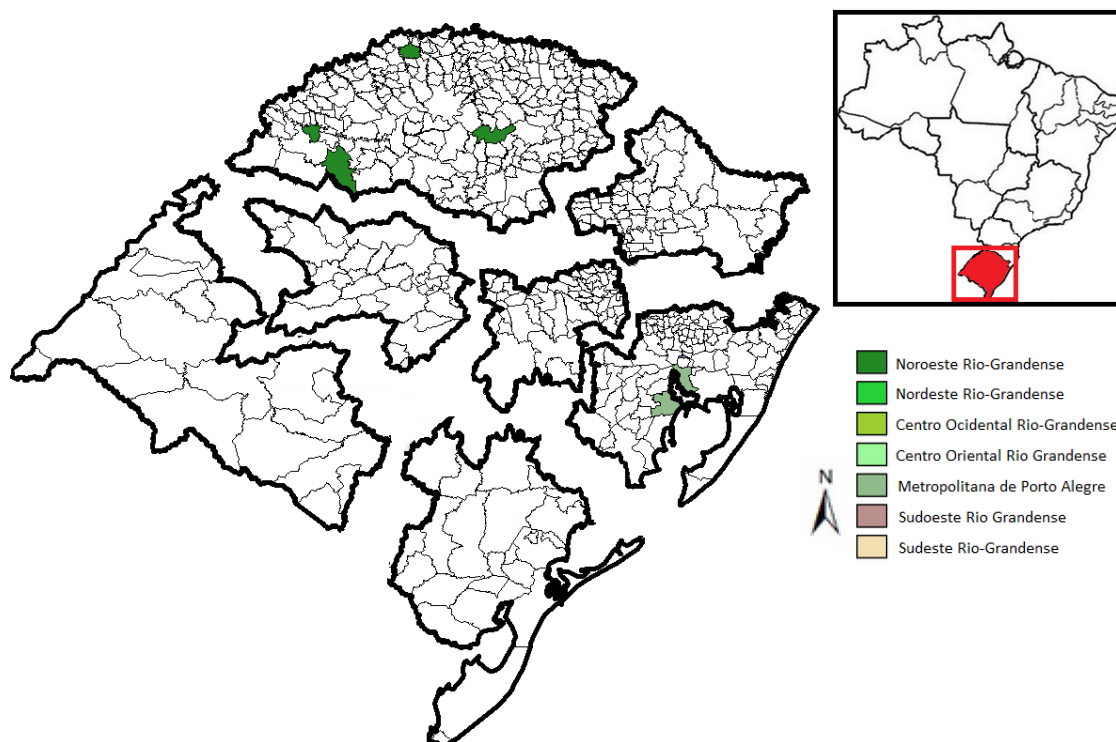 Noroeste Rio-Grandense
Nordeste Rio-Grandense
Centro Ocidental Rio-Grandense
Centro Oriental Rio Grandense
Metropolitana de Porto Alegre
Sudoeste Rio Grandense
Sudeste Rio-Grandense
N